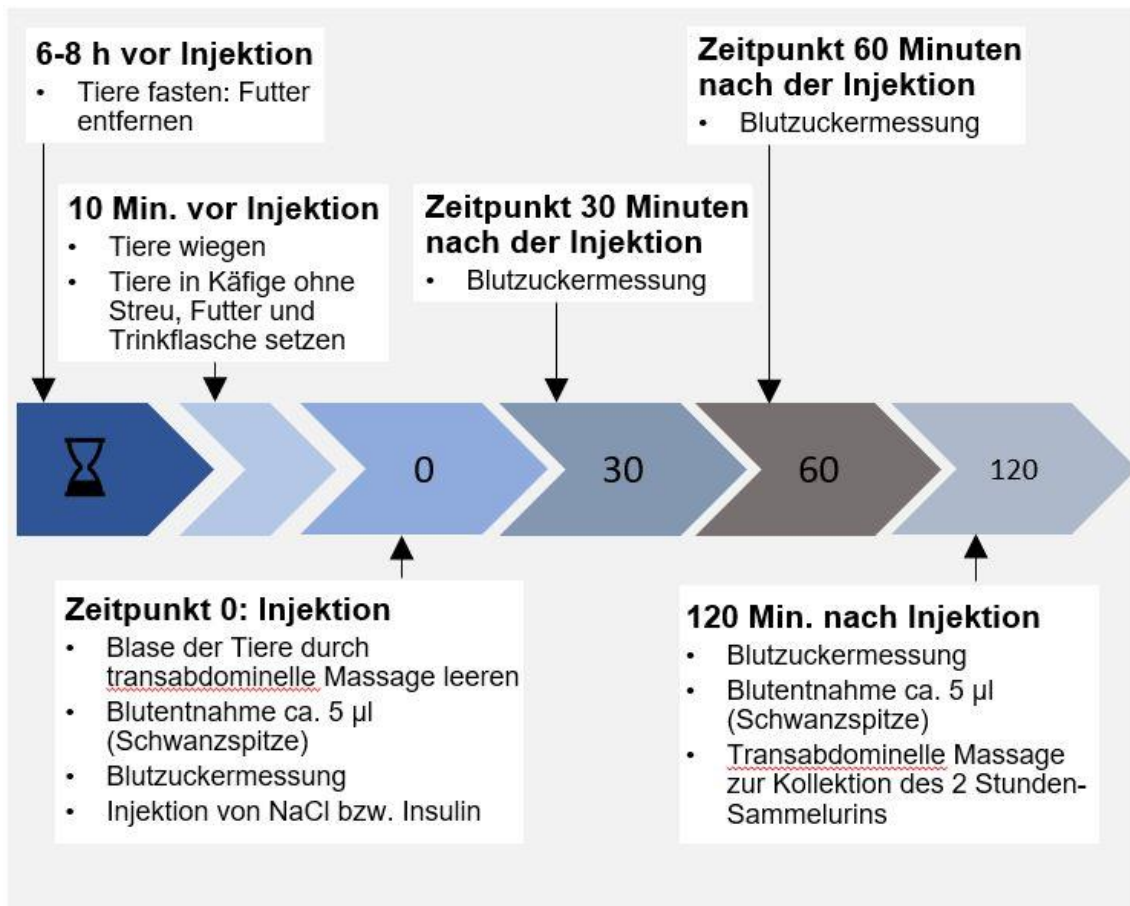 6-8 h vor Injektion
• Tiere fasten: Futter
entfernen
10 Min. vor Injektion
• Tiere wiegen
• Tiere in Käfige ohne
Streu, Futter und
Trinkflasche setzen
Zeitpunkt 30 Minuten
nach der Injektion
• Blutzuckermessung
Zeitpunkt 60 Minuten
nach der Injektion
• Blutzuckermessung
0
30
60
120
Zeitpunkt 0: Injektion
• Blase der Tiere durch
transabdominelle Massage leeren
• Blutentnahme ca. 5 µl
(Schwanzspitze)
• Blutzuckermessung
• Injektion von NaCl bzw. Insulin
120 Min. nach Injektion
• Blutzuckermessung
• Blutentnahme ca. 5 µl
(Schwanzspitze)
• Transabdominelle Massage
zur Kollektion des 2 Stunden-
Sammelurins